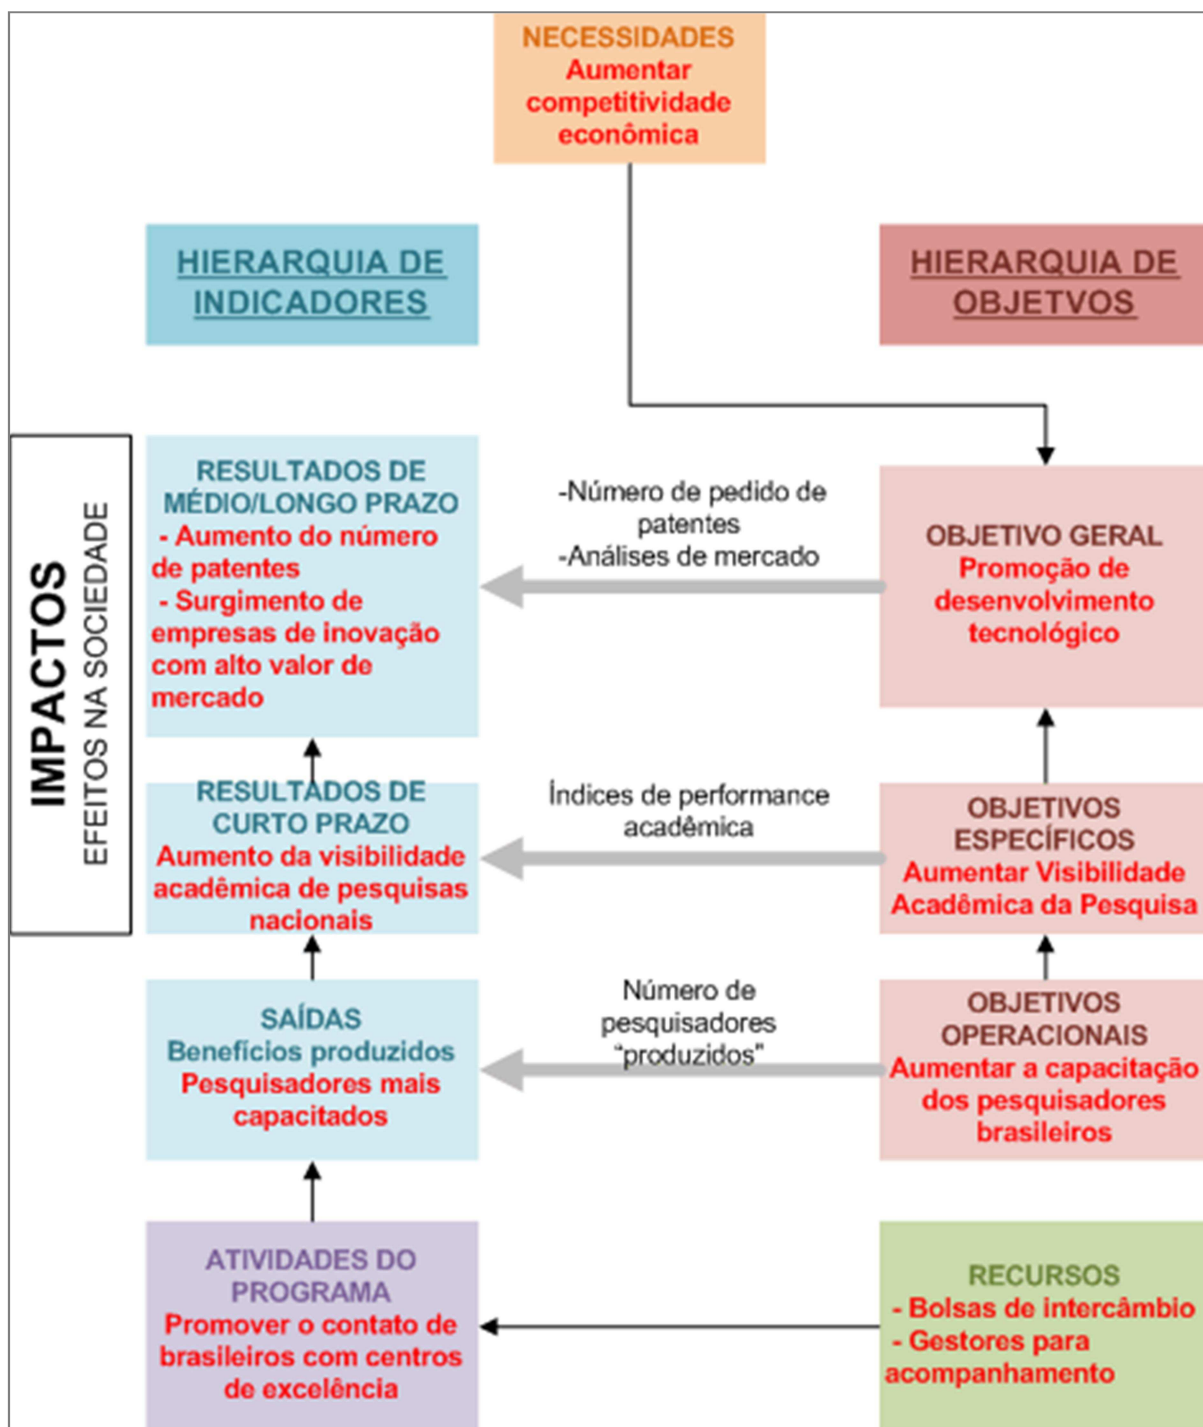 NECESSIDADES
Aumentar
competitividade
econômica
HIERARQUIA DE
INDICADORES
HIERARQUIA DE
OBJETVOS
IMPACTOS
EFEITOS NA SOCIEDADE
RESULTADOS DE
MÉDIO/LONGO PRAZO
- Aumento do número
de patentes
- Surgimento de
empresas de inovação
com alto valor de
mercado
-Número de pedido de
patentes
-Análises de mercado
OBJETIVO GERAL
Promoção de
desenvolvimento
tecnológico
RESULTADOS DE
CURTO PRAZO
Aumento da visibilidade
acadêmica de pesquisas
nacionais
Índices de performance
acadêmica
OBJETIVOS
ESPECÍFICOS
Aumentar Visibilidade
Acadêmica da Pesquisa
SAÍDAS
Benefícios produzidos
Pesquisadores mais
capacitados
Número de
pesquisadores
"produzidos"
OBJETIVOS
OPERACIONAIS
Aumentar a capacitação
dos pesquisadores
brasileiros
ATIVIDADES DO
PROGRAMA
Promover o contato de
brasileiros com centros
de excelência
RECURSOS
- Bolsas de intercâmbio
- Gestores para
acompanhamento